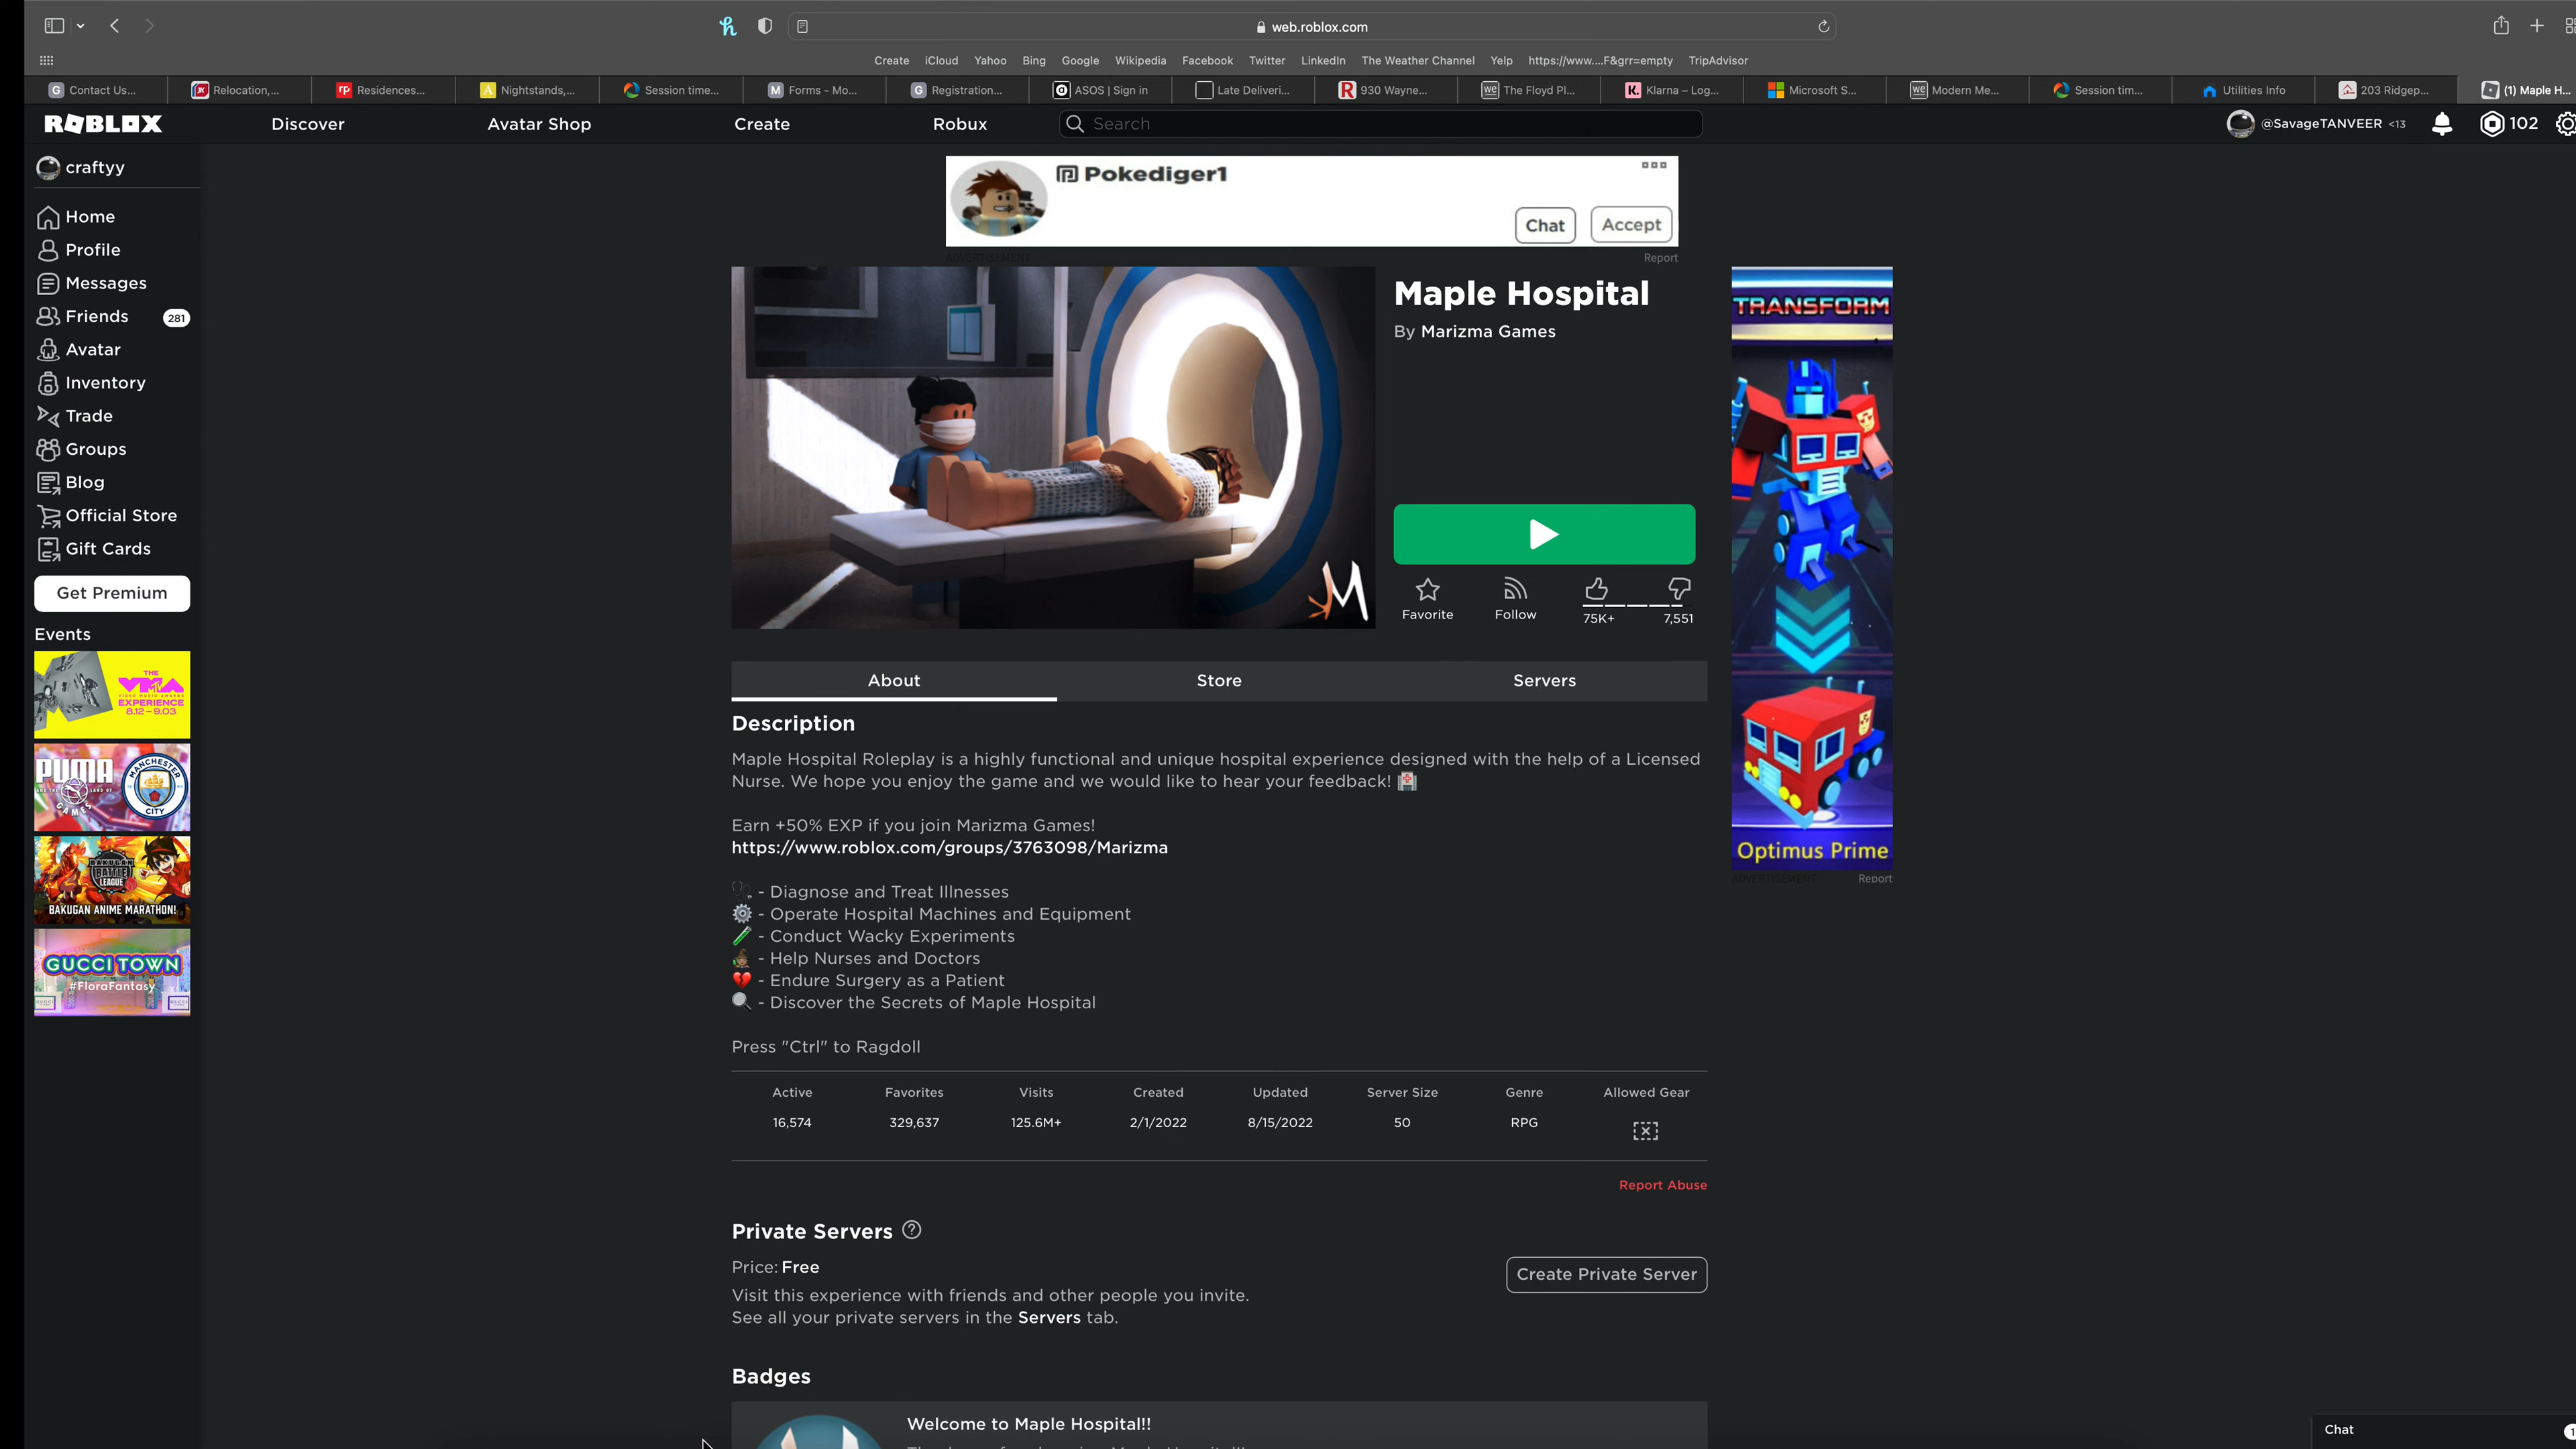 web.roblox.com
Create iCloud Yahoo Bing Google Wikipedia Facebook Twitter LinkedIn The Weather Channel Yelp https://www....F&grr=empty TripAdvisor
Contact Us... Relocation,... Residences... Nightstands,... Session time... Forms - Mo... Registration... ASOS | Sign in Late Deliveri... 930 Wayne... The Floyd Pl... Klarna – Log... Microsoft S... Modern Me... Session tim... Utilities Info 203 Ridgep... (1) Maple H...
ROBLOX Discover Avatar Shop Create Robux Search @SavageTANVEER <13 102
craftyy
Home
Profile
Messages
Friends 281
Avatar
Inventory
Trade
Groups
Blog
Official Store
Gift Cards
Get Premium
Events
THE
VMA
VIDEO MUSIC AWARDS
EXPERIENCE
8.12 – 9.03
PUMA
LAND OF
GAMES
MANCHESTER
CITY
BAKUGAN
BATTLE
LEAGUE
BAKUGAN ANIME MARATHON!
GUCCI TOWN
#FloraFantasy
Pokediger1
Chat Accept
ADVERTISEMENT Report
Maple Hospital
By Marizma Games
M
Favorite Follow 75K+ 7,551
TRANSFORM
Optimus Prime
ADVERTISEMENT Report
About Store Servers
Description
Maple Hospital Roleplay is a highly functional and unique hospital experience designed with the help of a Licensed
Nurse. We hope you enjoy the game and we would like to hear your feedback! 🏥
Earn +50% EXP if you join Marizma Games!
https://www.roblox.com/groups/3763098/Marizma
🩺 - Diagnose and Treat Illnesses
⚙️ - Operate Hospital Machines and Equipment
🧪 - Conduct Wacky Experiments
- Help Nurses and Doctors
💔 - Endure Surgery as a Patient
🔍 - Discover the Secrets of Maple Hospital
Press "Ctrl" to Ragdoll
Active Favorites Visits Created Updated Server Size Genre Allowed Gear
16,574 329,637 125.6M+ 2/1/2022 8/15/2022 50 RPG
Report Abuse
Private Servers
Price: Free
Create Private Server
Visit this experience with friends and other people you invite.
See all your private servers in the Servers tab.
Badges
Welcome to Maple Hospital!!
Chat